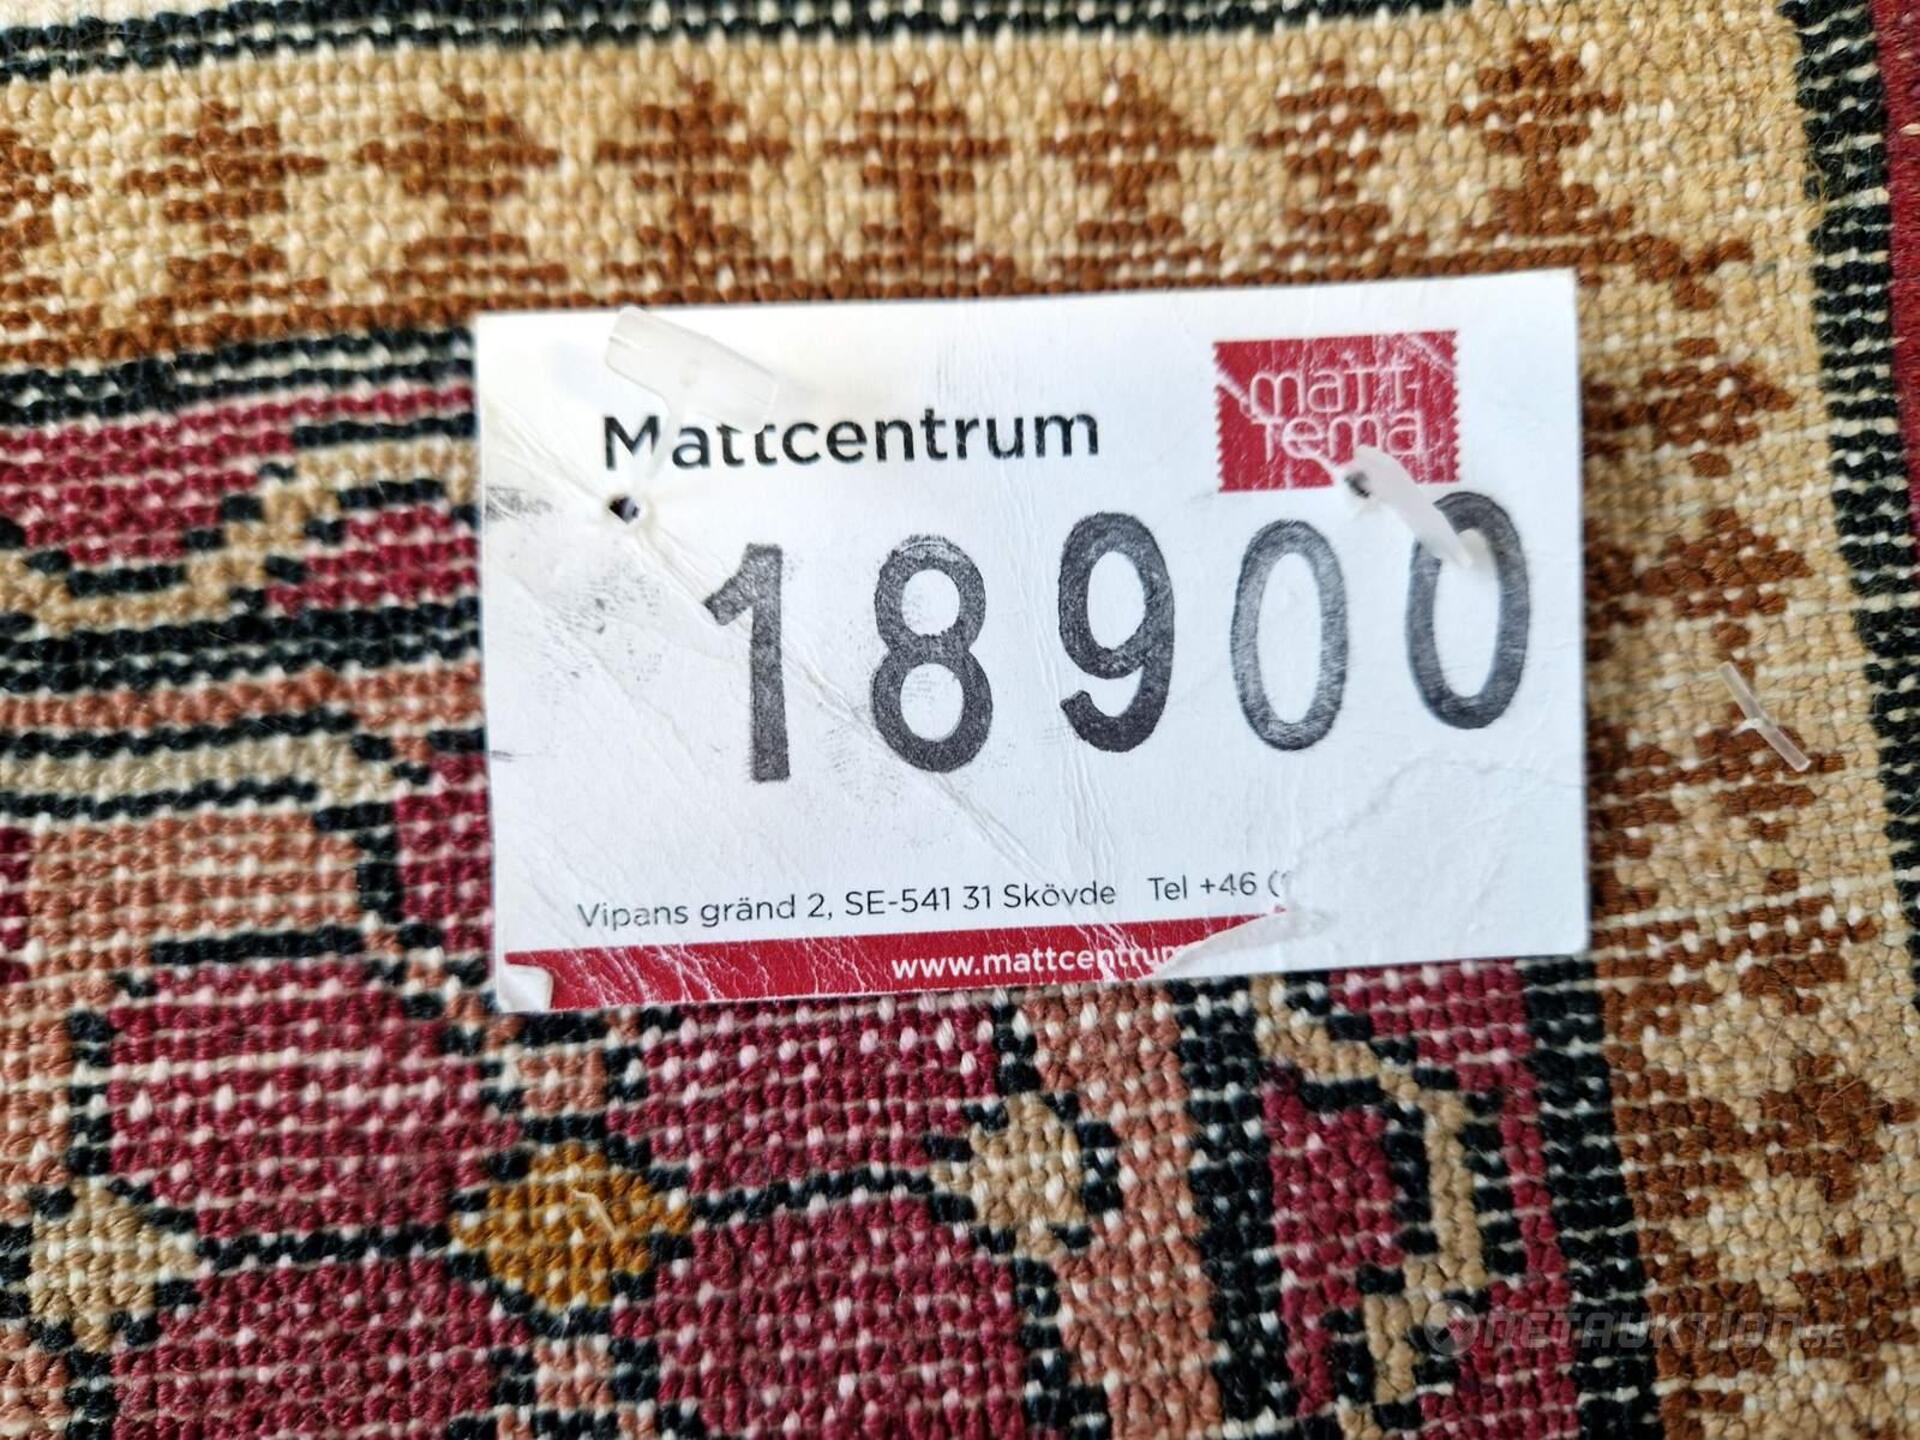 Mattcentrum
matt-
tema
18900
Vipans gränd 2, SE-541 31 Skövde Tel +46 (
www.mattcentrum
NETAUKTION.SE